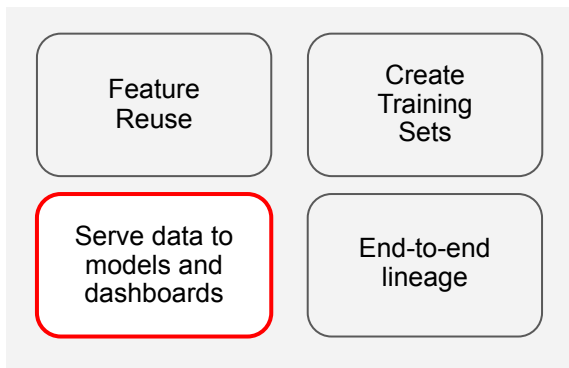 Feature
Reuse
Create
Training
Sets
Serve data to
models and
dashboards
End-to-end
lineage